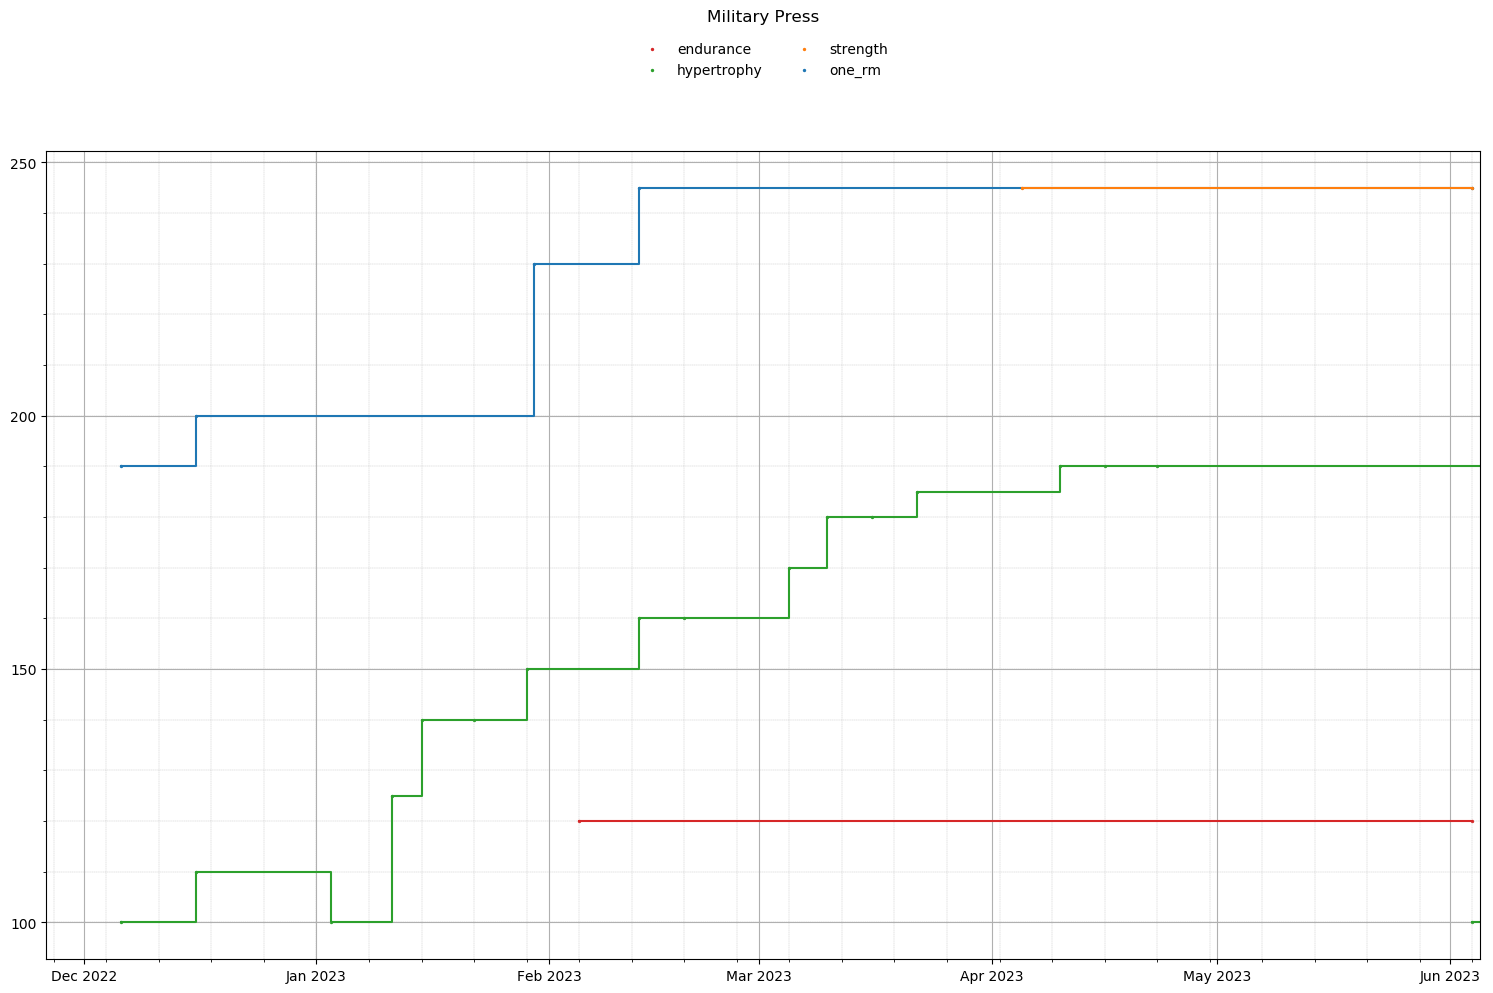 Military Press
endurance strength
hypertrophy one_rm
250
200
150
100
Dec 2022 Jan 2023 Feb 2023 Mar 2023 Apr 2023 May 2023 Jun 2023